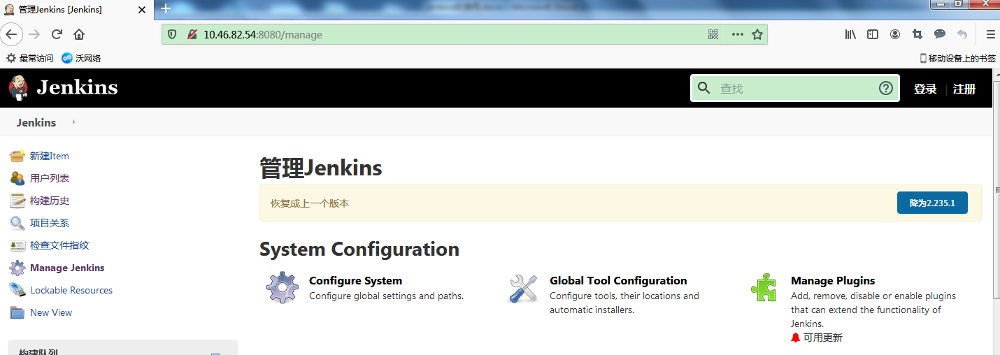 管理Jenkins [Jenkins]
10.46.82.54:8080/manage
最常访问 沃网络 移动设备上的书签
Jenkins 查找 登录 注册
Jenkins
新建Item
用户列表
构建历史
项目关系
检查文件指纹
Manage Jenkins
Lockable Resources
New View
构建队列
管理Jenkins
恢复成上一个版本 降为2.235.1
System Configuration
Configure System
Configure global settings and paths.
Global Tool Configuration
Configure tools, their locations and
automatic installers.
Manage Plugins
Add, remove, disable or enable plugins
that can extend the functionality of
Jenkins.
可用更新